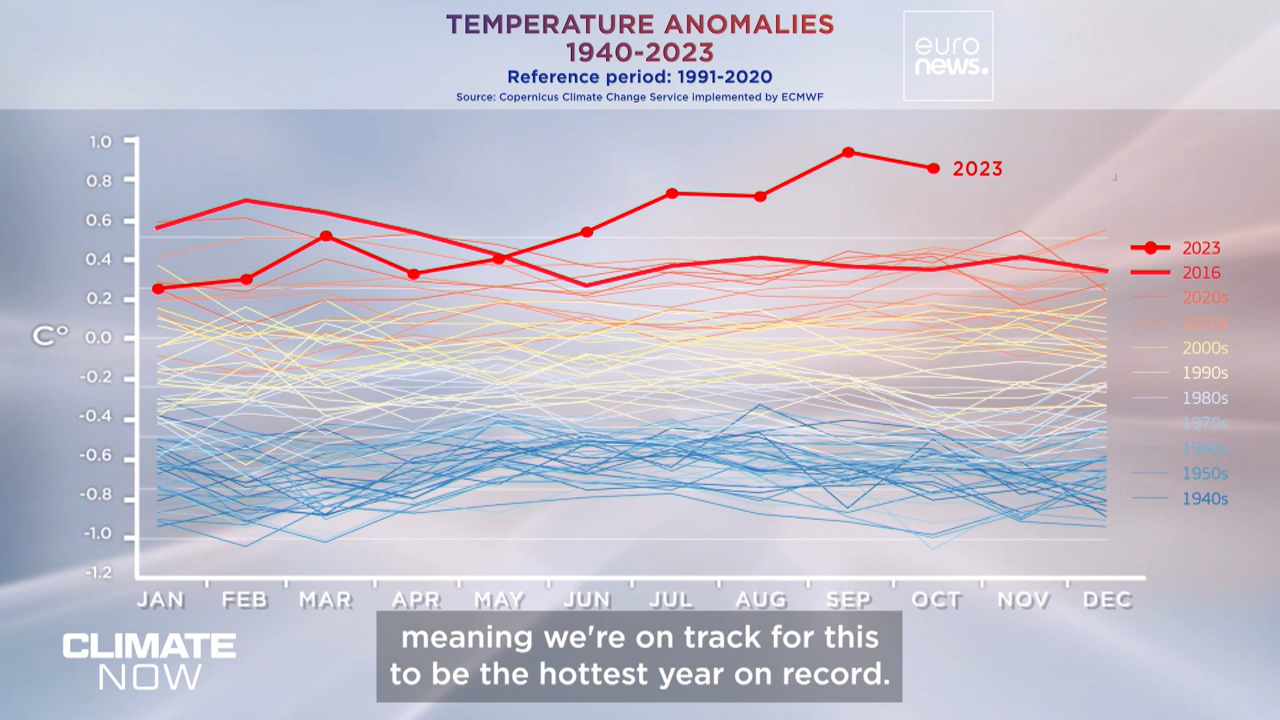 TEMPERATURE ANOMALIES
1940-2023
Reference period: 1991-2020
Source: Copernicus Climate Change Service implemented by ECMWF
euro
news.
1.0
0.8
0.6
0.4
0.2
0.0
-0.2
-0.4
-0.6
-0.8
-1.0
-1.2
C°
2023
2023
2016
2020s
2010s
2000s
1990s
1980s
1970s
1960s
1950s
1940s
JAN FEB MAR APR MAY JUN JUL AUG SEP OCT NOV DEC
CLIMATE
NOW
meaning we're on track for this
to be the hottest year on record.